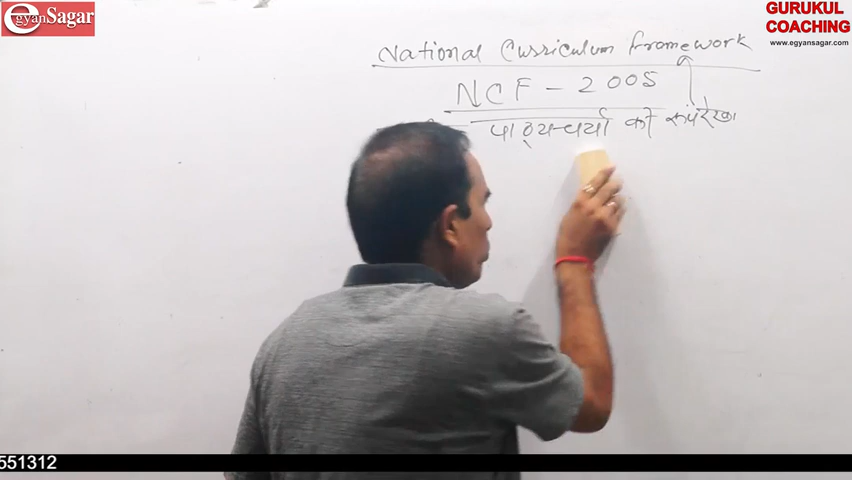 egyanSagar
GURUKUL
COACHING
www.egyansagar.com
National Curriculum Framework
NCF - 2005
पाठ्यचर्या की रूपरेखा
551312